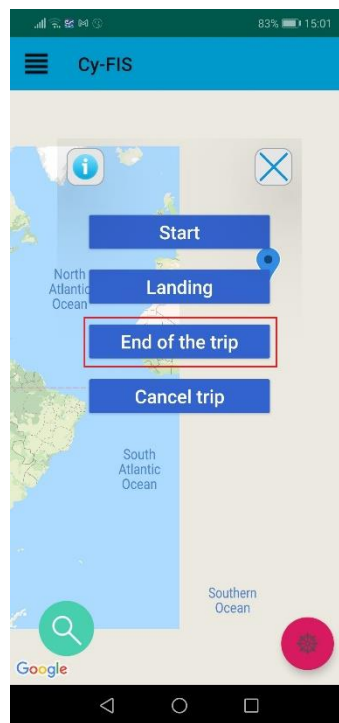 83% 15:01
Cy-FIS
i
Start
North
Atlantic
Ocean
Landing
End of the trip
Cancel trip
South
Atlantic
Ocean
Southern
Ocean
Google